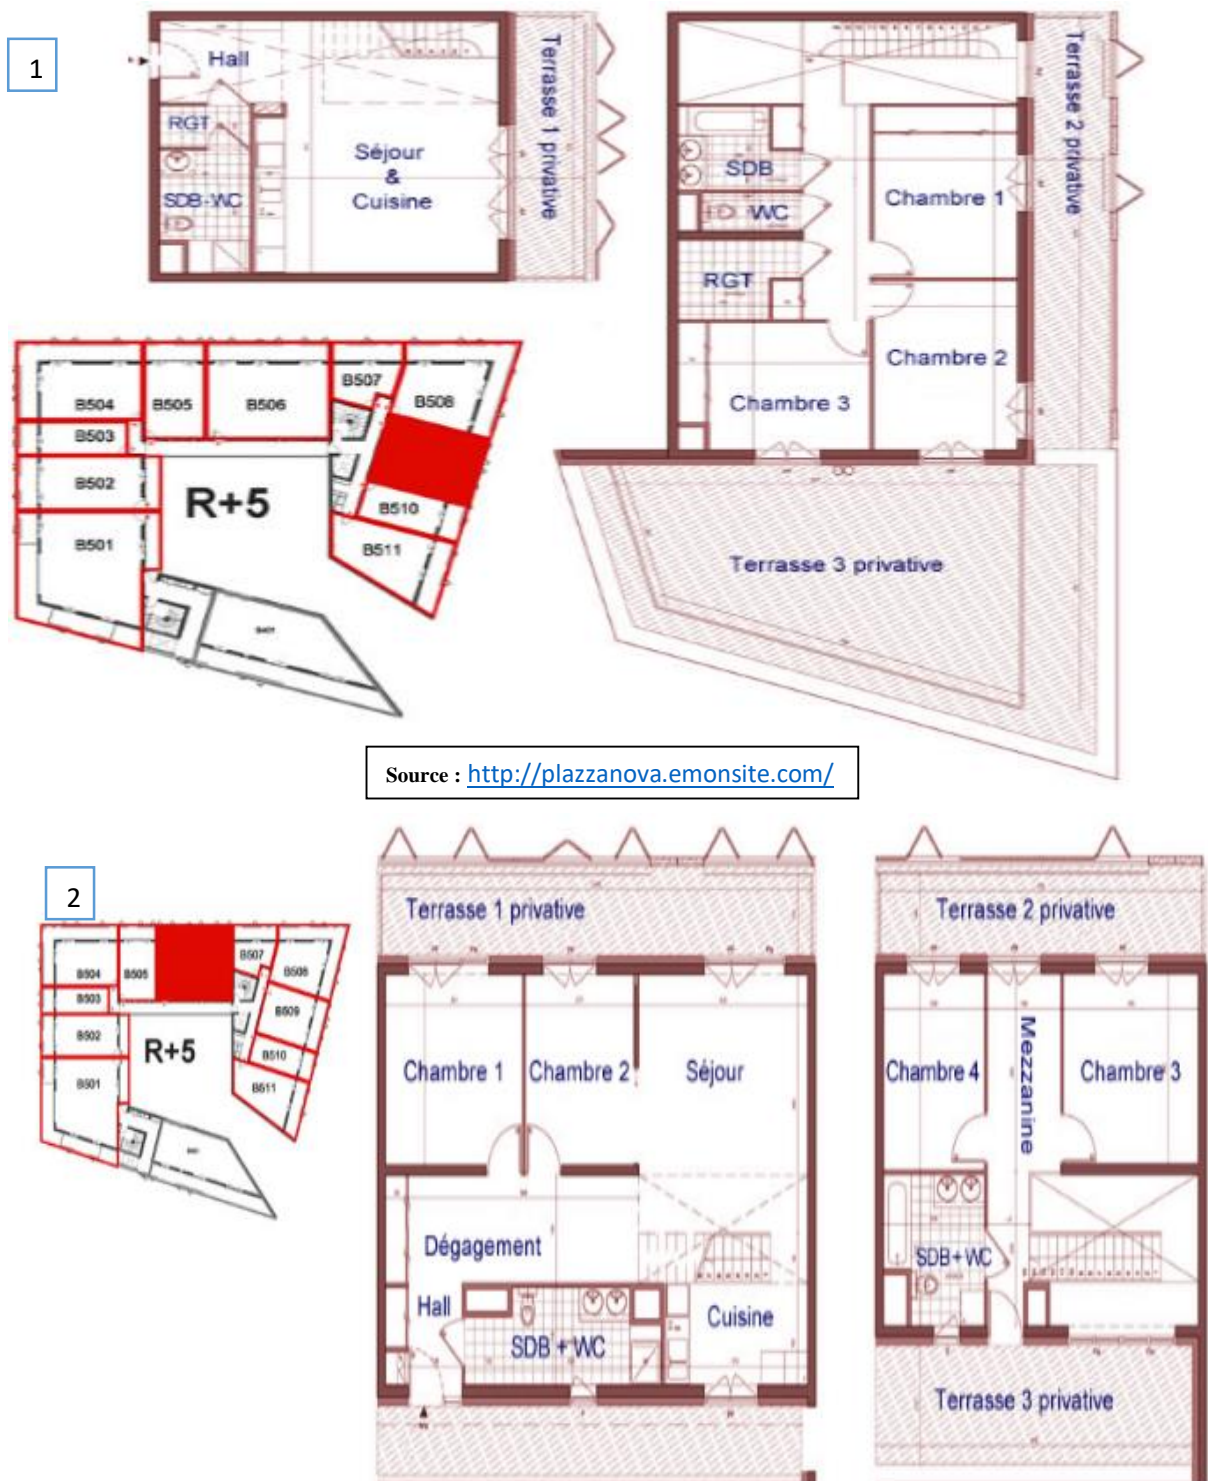 1
Hall
RGT
SDB-WC
Séjour
&
Cuisine
Terrasse 1 privative
SDB
WC
RGT
Chambre 1
Chambre 2
Chambre 3
Terrasse 2 privative
Terrasse 3 privative
B504
B505
B506
B507
B508
B503
B502
B501
R+5
B510
B511
Source : http://plazzanova.emonsite.com/
2
B504
B505
B507
B508
B503
B509
B502
R+5
B510
B501
B511
Terrasse 1 privative
Chambre 1
Chambre 2
Séjour
Dégagement
Hall
SDB + WC
Cuisine
Terrasse 2 privative
Chambre 4
Mezzanine
Chambre 3
SDB+WC
Terrasse 3 privative